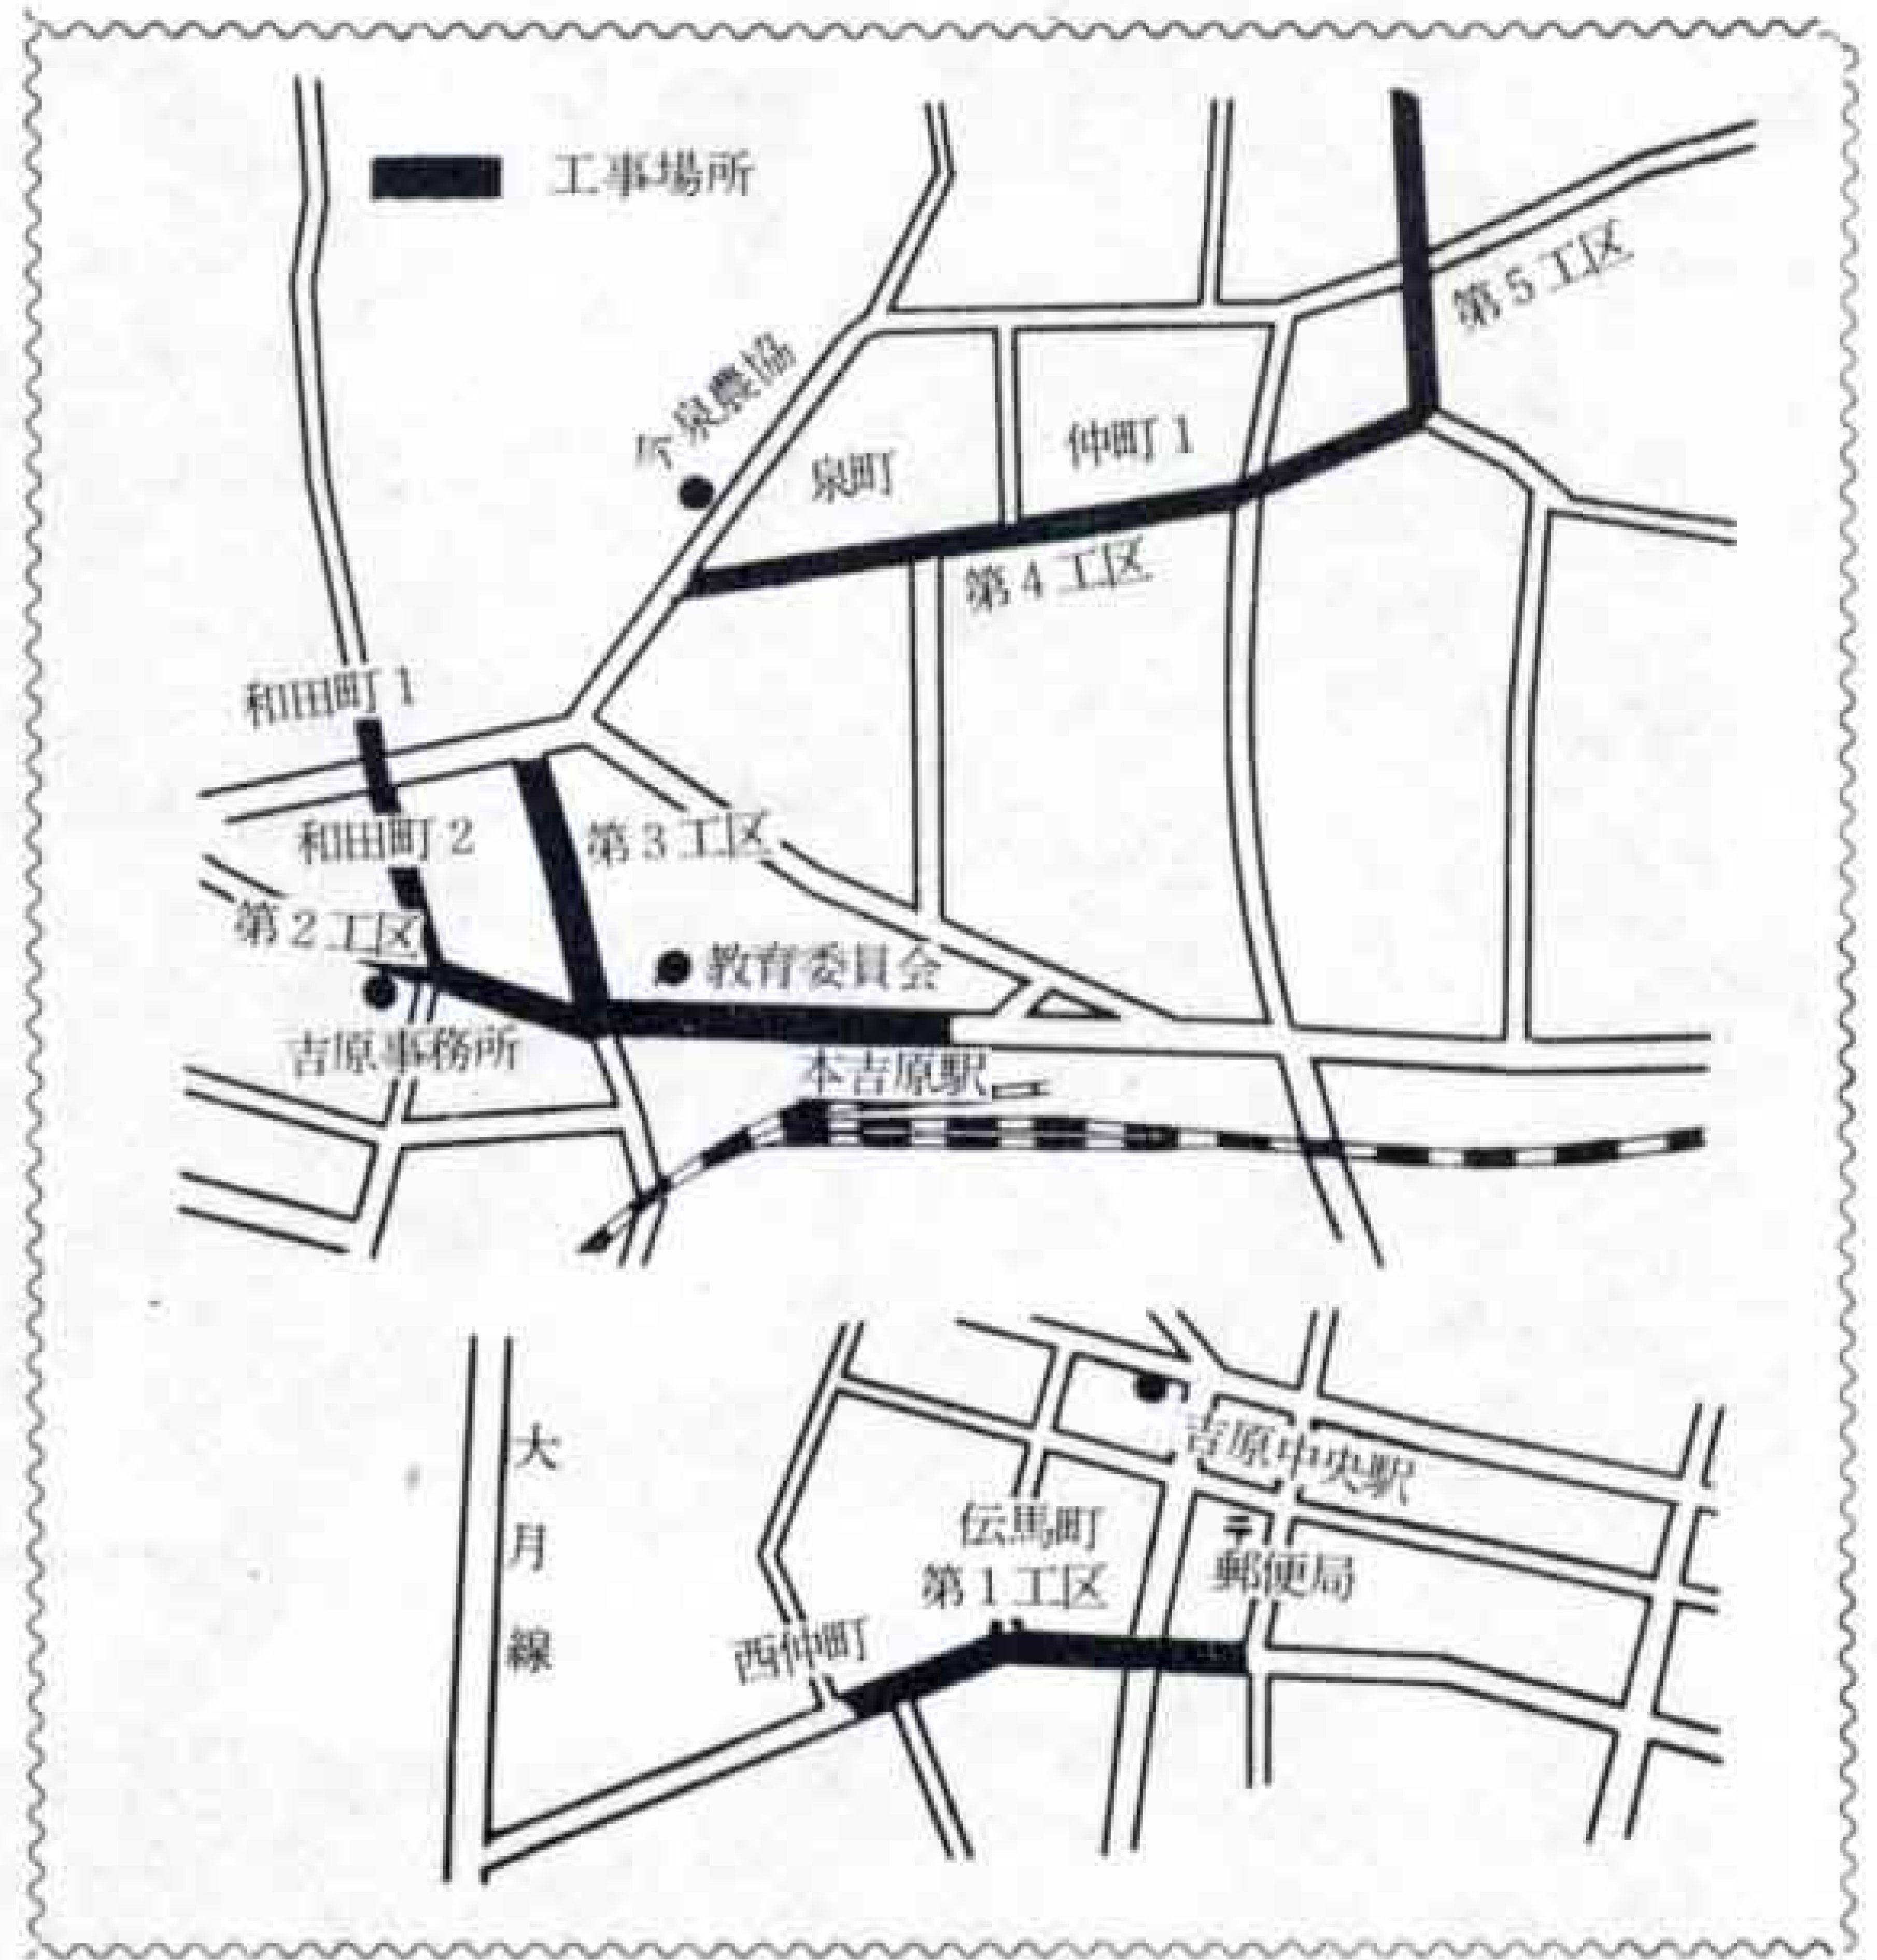 工事場所
第5工区
今泉農協
泉町
仲町1
第4工区
和田町1
和田町2
第3工区
第2工区
教育委員会
吉原事務所
本吉原駅
大月線
吉原中央駅
伝馬町
第1工区
〒
郵便局
西仲町